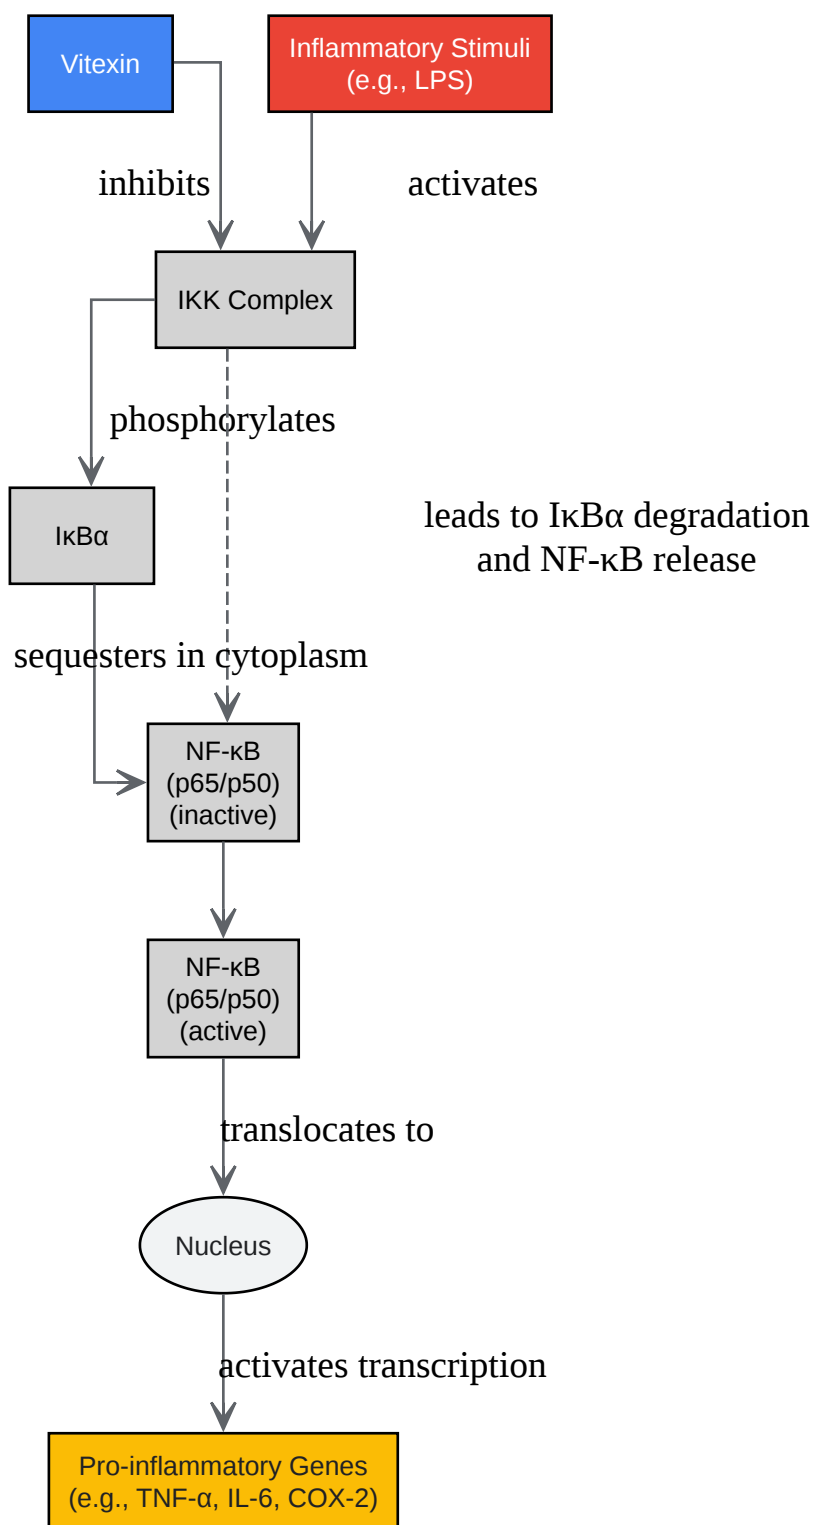 Vitexin
Inflammatory Stimuli
(e.g., LPS)
inhibits
activates
IKK Complex
phosphorylates
IκBα
leads to IκBα degradation
and NF-κB release
sequesters in cytoplasm
NF-κB
(p65/p50)
(inactive)
NF-κB
(p65/p50)
(active)
translocates to
Nucleus
activates transcription
Pro-inflammatory Genes
(e.g., TNF-α, IL-6, COX-2)